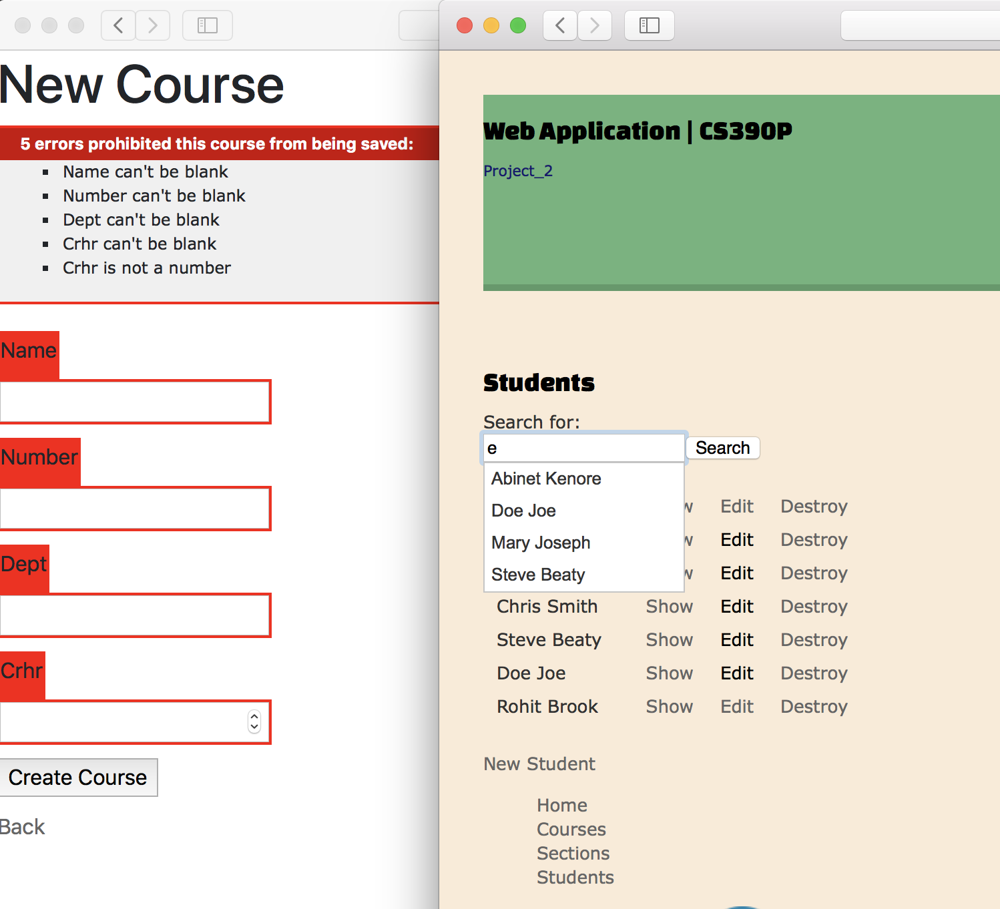 New Course
5 errors prohibited this course from being saved:
Name can't be blank
Number can't be blank
Dept can't be blank
Crhr can't be blank
Crhr is not a number
Name
Number
Dept
Crhr
Create Course
Back
Web Application | CS390P
Project_2
Students
Search for:
e Search
Abinet Kenore
Doe Joe
Mary Joseph
Steve Beaty
Edit Destroy
Edit Destroy
Edit Destroy
Chris Smith Show Edit Destroy
Steve Beaty Show Edit Destroy
Doe Joe Show Edit Destroy
Rohit Brook Show Edit Destroy
New Student
Home
Courses
Sections
Students